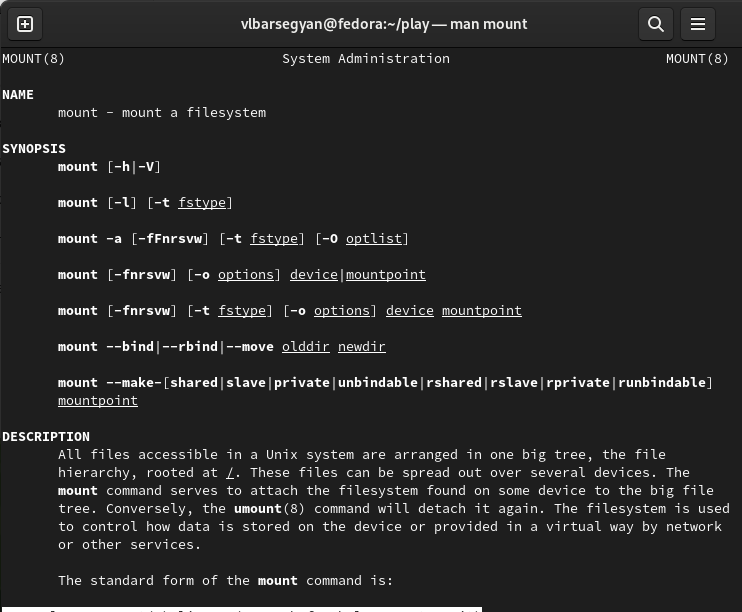 vlbarsegyan@fedora:~/play — man mount
MOUNT(8) System Administration MOUNT(8)
NAME
mount - mount a filesystem
SYNOPSIS
mount [-h|-V]
mount [-l] [-t fstype]
mount -a [-fFnrsvw] [-t fstype] [-O optlist]
mount [-fnrsvw] [-o options] device|mountpoint
mount [-fnrsvw] [-t fstype] [-o options] device mountpoint
mount --bind|--rbind|--move olddir newdir
mount --make-[shared|slave|private|unbindable|rshared|rslave|rprivate|runbindable]
mountpoint
DESCRIPTION
All files accessible in a Unix system are arranged in one big tree, the file
hierarchy, rooted at /. These files can be spread out over several devices. The
mount command serves to attach the filesystem found on some device to the big file
tree. Conversely, the umount(8) command will detach it again. The filesystem is used
to control how data is stored on the device or provided in a virtual way by network
or other services.
The standard form of the mount command is: